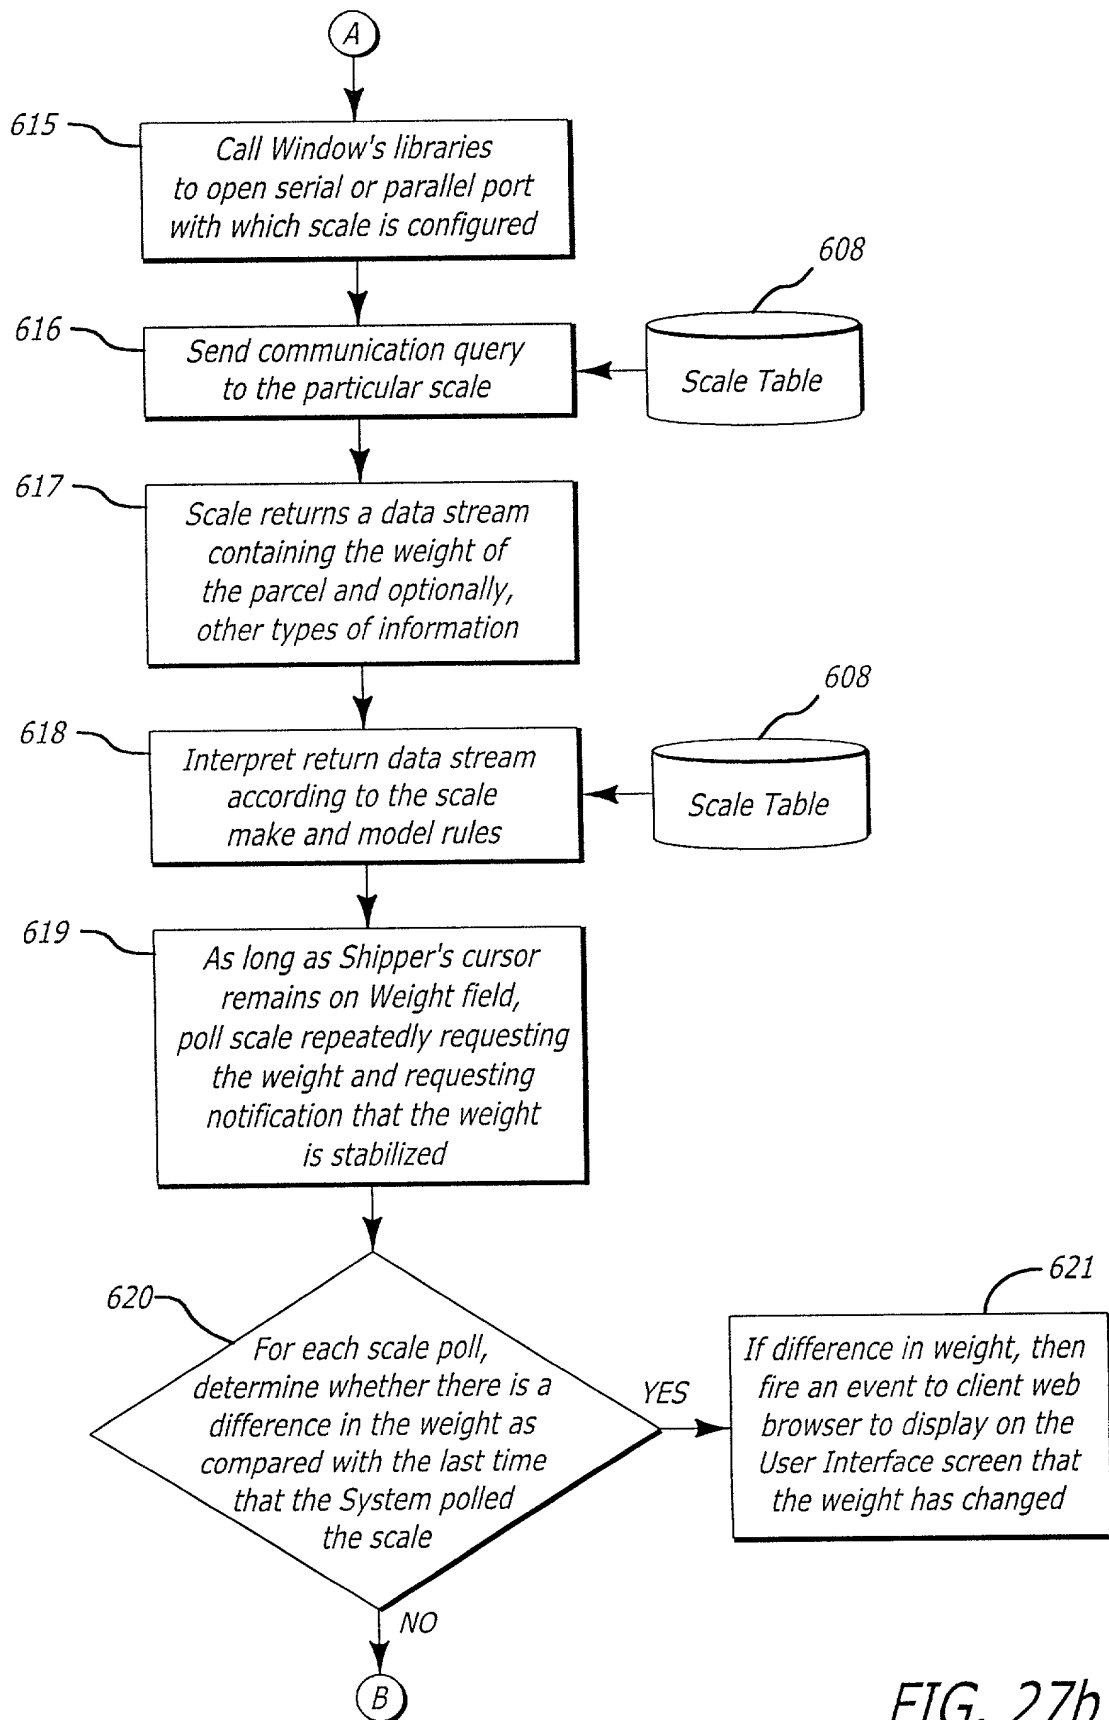 A
615
Call Window's libraries
to open serial or parallel port
with which scale is configured
608
616
Send communication query
to the particular scale
Scale Table
617
Scale returns a data stream
containing the weight of
the parcel and optionally,
other types of information
608
618
Interpret return data stream
according to the scale
make and model rules
Scale Table
619
As long as Shipper's cursor
remains on Weight field,
poll scale repeatedly requesting
the weight and requesting
notification that the weight
is stabilized
620
For each scale poll,
determine whether there is a
difference in the weight as
compared with the last time
that the System polled
the scale
YES
621
If difference in weight, then
fire an event to client web
browser to display on the
User Interface screen that
the weight has changed
NO
B
FIG. 27b